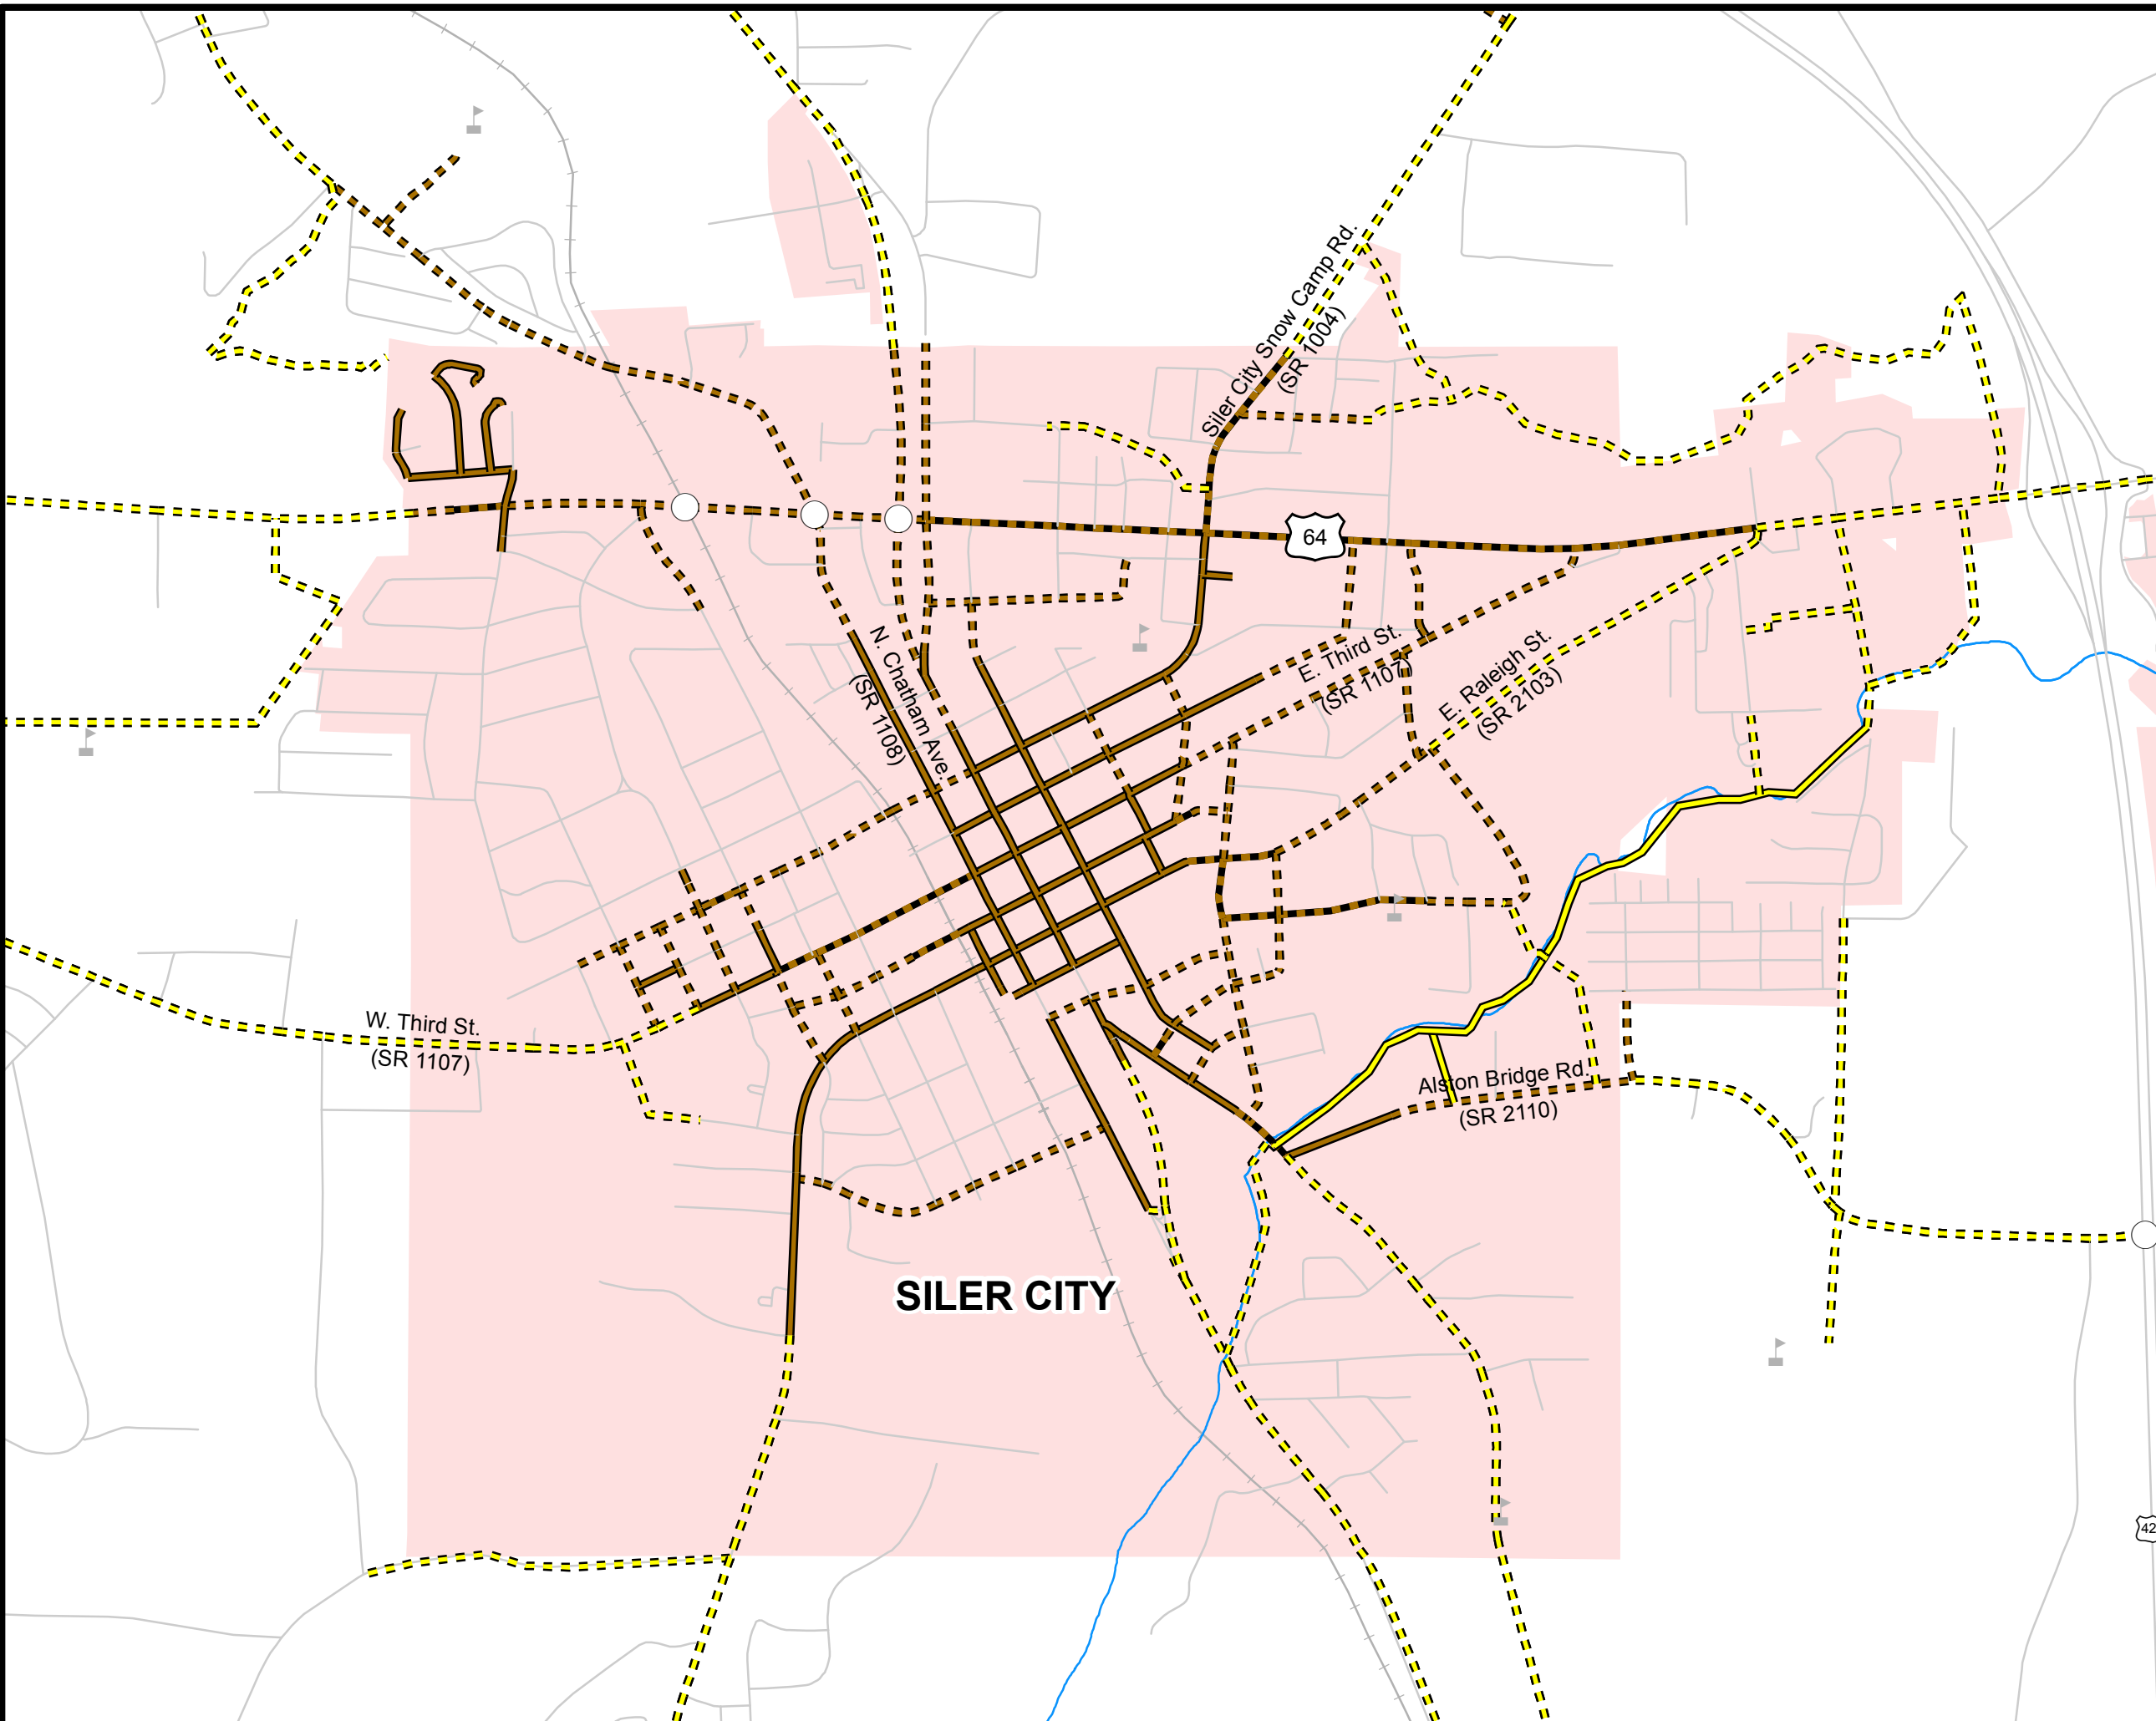 Siler City Snow Camp Rd.
(SR 1004)
64
N. Chatham Ave.
(SR 1108)
E. Third St.
(SR 1107)
E. Raleigh St.
(SR 2103)
W. Third St.
(SR 1107)
Alston Bridge Rd.
(SR 2110)
SILER CITY
42